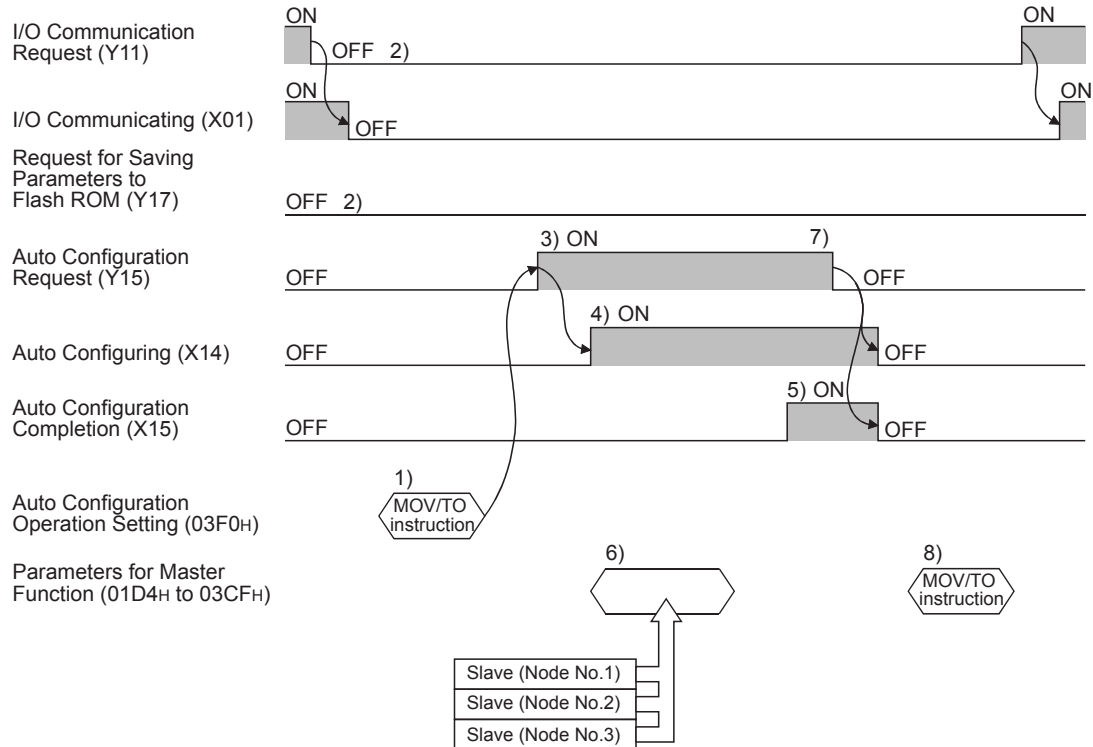 ON
ON
I/O Communication
Request (Y11)
OFF 2)
ON
ON
I/O Communicating (X01)
OFF
Request for Saving
Parameters to
Flash ROM (Y17)
OFF 2)
Auto Configuration
Request (Y15)
OFF
3) ON
7)
OFF
4) ON
Auto Configuring (X14)
OFF
OFF
Auto Configuration
Completion (X15)
OFF
5) ON
OFF
1)
Auto Configuration
Operation Setting (03F0H)
MOV/TO
instruction
Parameters for Master
Function (01D4H to 03CFH)
6)
8)
MOV/TO
instruction
Slave (Node No.1)
Slave (Node No.2)
Slave (Node No.3)